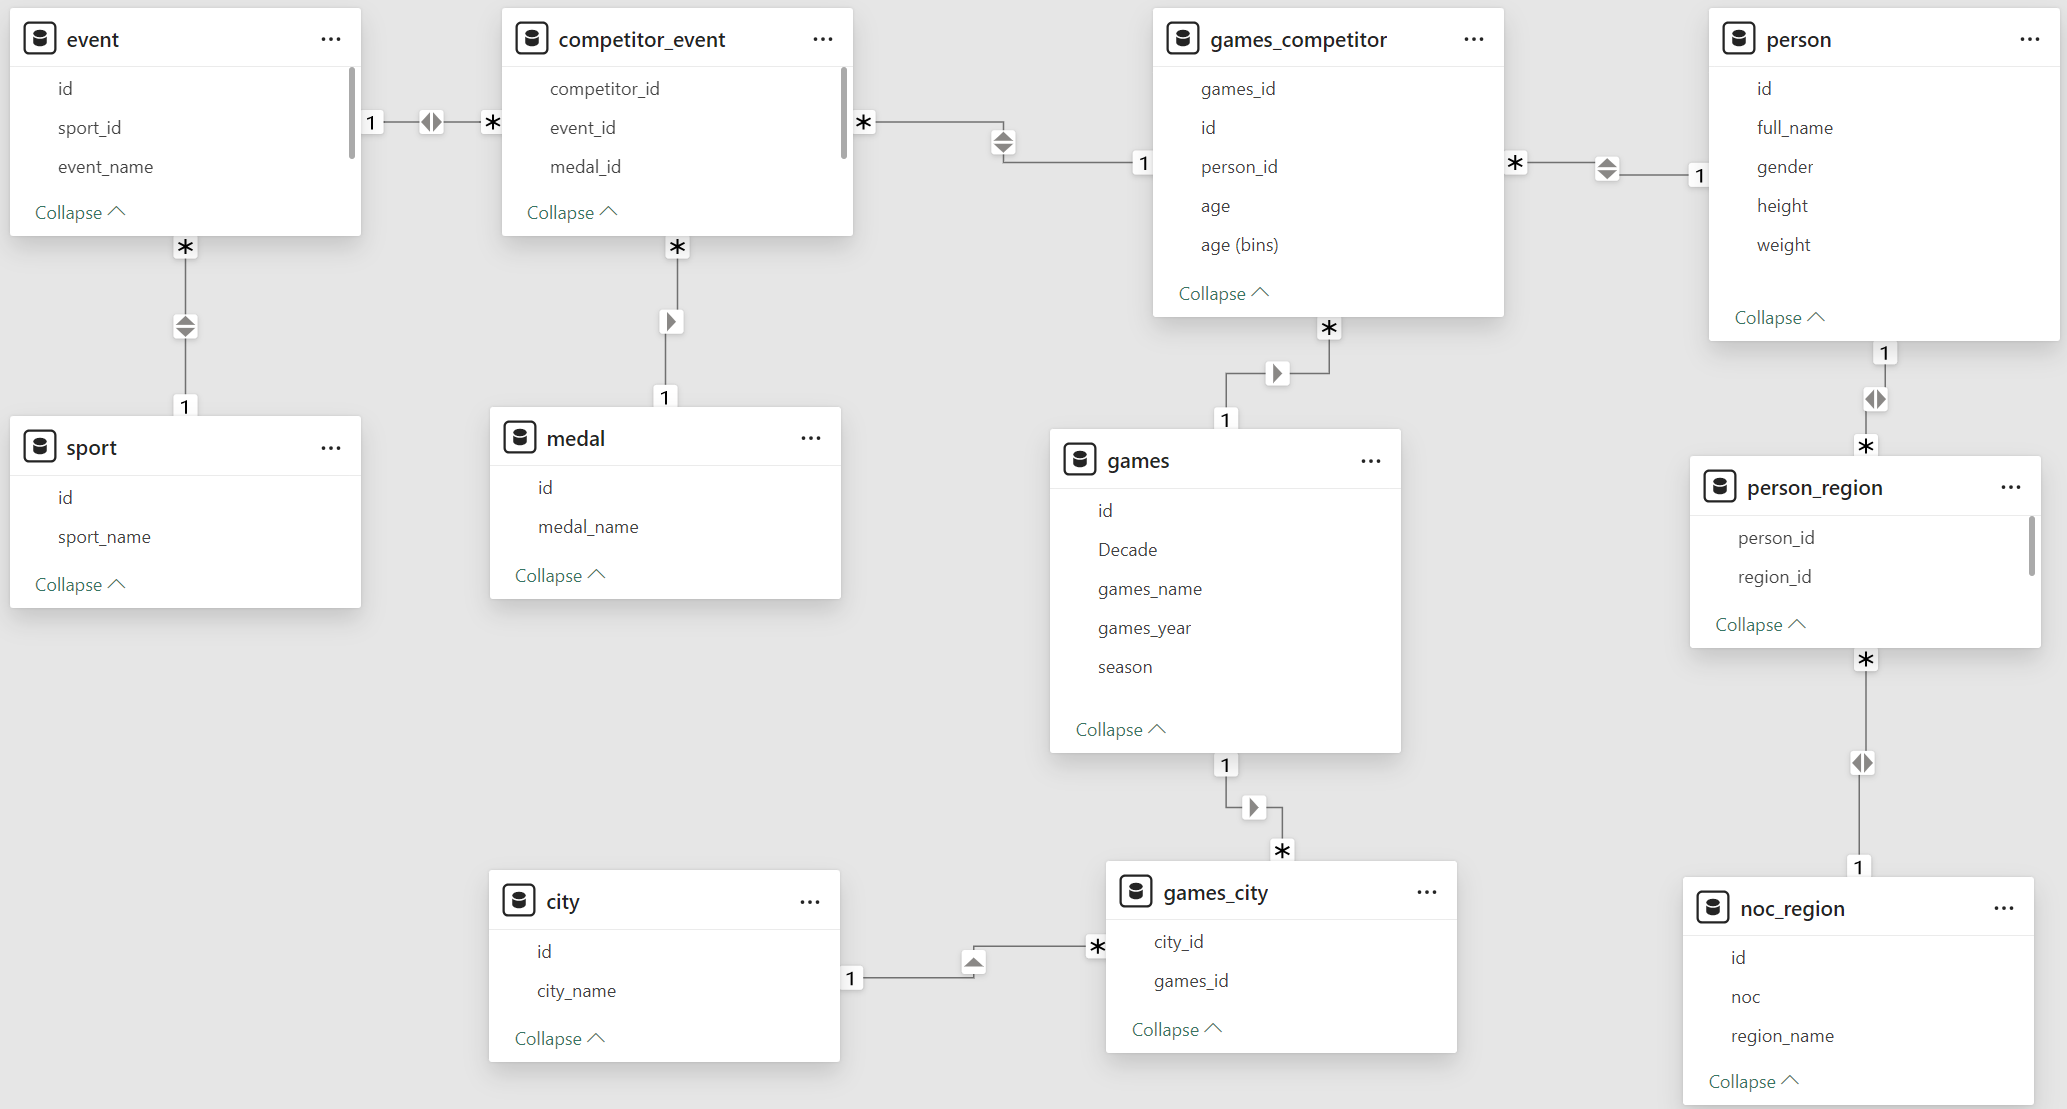 event
id
sport_id
event_name
Collapse
competitor_event
competitor_id
event_id
medal_id
Collapse
games_competitor
games_id
id
person_id
age
age (bins)
Collapse
person
id
full_name
gender
height
weight
Collapse
1
*
*
1
*
1
*
1
*
1
*
1
1
*
sport
id
sport_name
Collapse
medal
id
medal_name
Collapse
games
id
Decade
games_name
games_year
season
Collapse
person_region
person_id
region_id
Collapse
1
*
*
1
city
id
city_name
Collapse
1
*
games_city
city_id
games_id
Collapse
noc_region
id
noc
region_name
Collapse